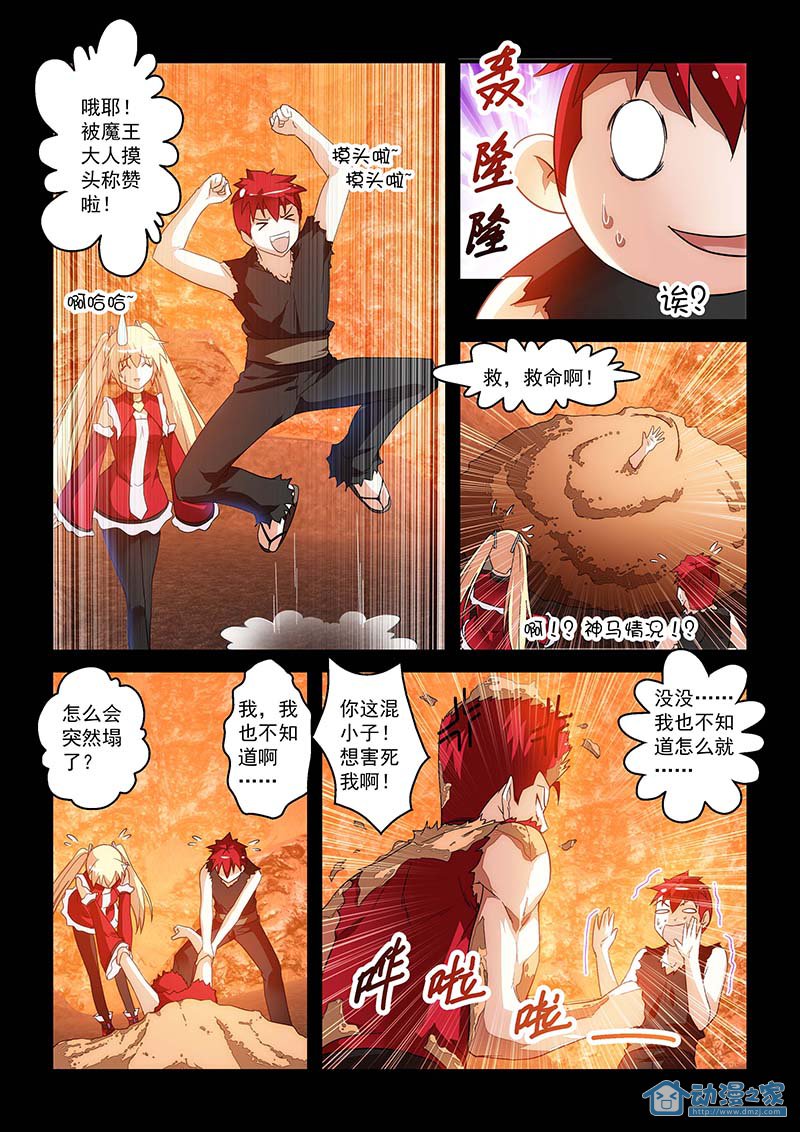 哦耶！
被魔王
大人摸
头称赞
啦！
摸头啦~
摸头啦~
啊哈哈~
轰隆隆
诶？
救，救命啊！
啊！？神马情况！？
怎么会
突然塌
了？
我，我
也不知
道啊
……
你这混
小子！
想害死
我啊！
没没……
我也不知
道怎么就
……
哗啦啦——
动漫之家
http://www.dmzj.com